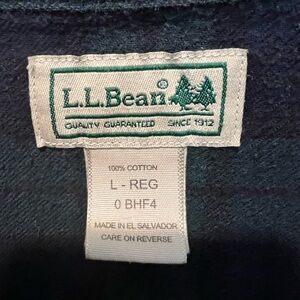 L.L.Bean
QUALITY GUARANTEED SINCE 1912
100% COTTON
L - REG
0 BHF4
MADE IN EL SALVADOR
CARE ON REVERSE